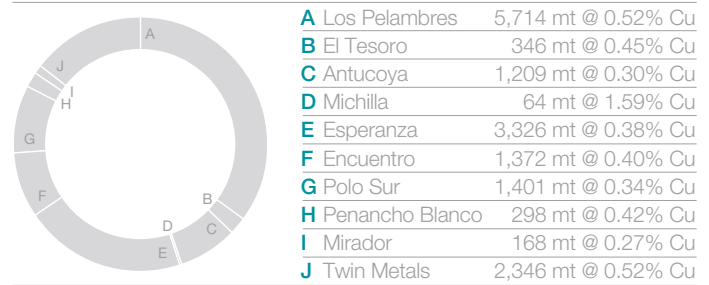 A Los Pelambres 5,714 mt @ 0.52% Cu
B El Tesoro 346 mt @ 0.45% Cu
C Antucoya 1,209 mt @ 0.30% Cu
D Michilla 64 mt @ 1.59% Cu
E Esperanza 3,326 mt @ 0.38% Cu
F Encuentro 1,372 mt @ 0.40% Cu
G Polo Sur 1,401 mt @ 0.34% Cu
H Penancho Blanco 298 mt @ 0.42% Cu
I Mirador 168 mt @ 0.27% Cu
J Twin Metals 2,346 mt @ 0.52% Cu
A
B
C
D
E
F
G
H
I
J